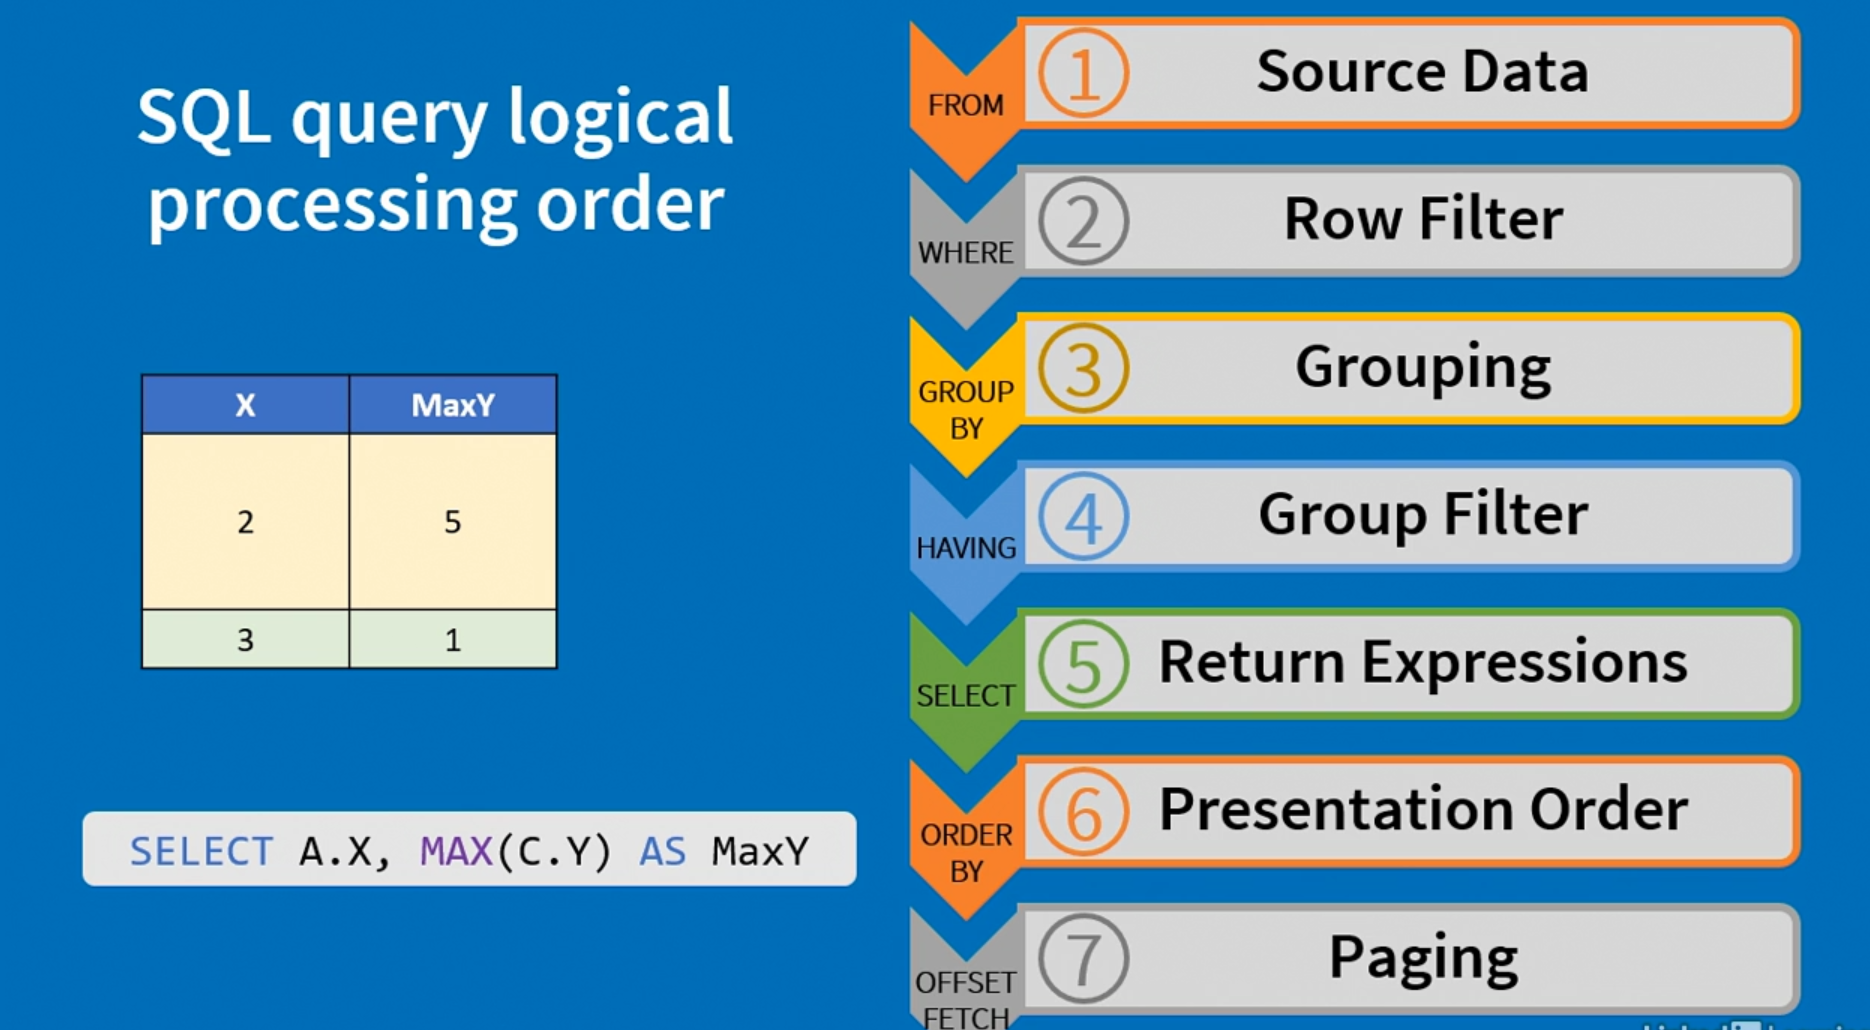 SQL query logical
processing order
X MaxY
2 5
3 1
SELECT A.X, MAX(C.Y) AS MaxY
FROM 1 Source Data
WHERE 2 Row Filter
GROUP
BY
3 Grouping
HAVING 4 Group Filter
SELECT 5 Return Expressions
ORDER
BY
6 Presentation Order
OFFSET
FETCH
7 Paging